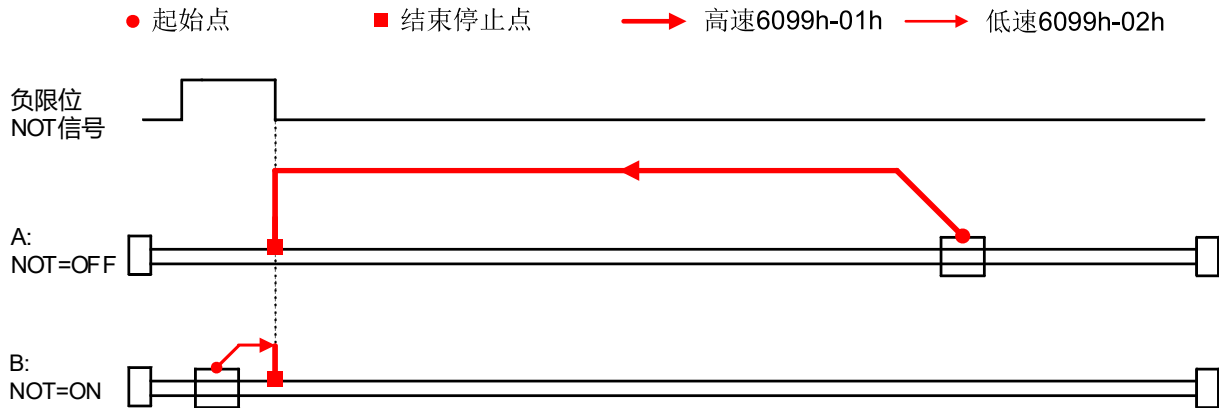 起始点 结束停止点 高速6099h-01h 低速6099h-02h
负限位
NOT信号
A:
NOT=OFF
B:
NOT=ON